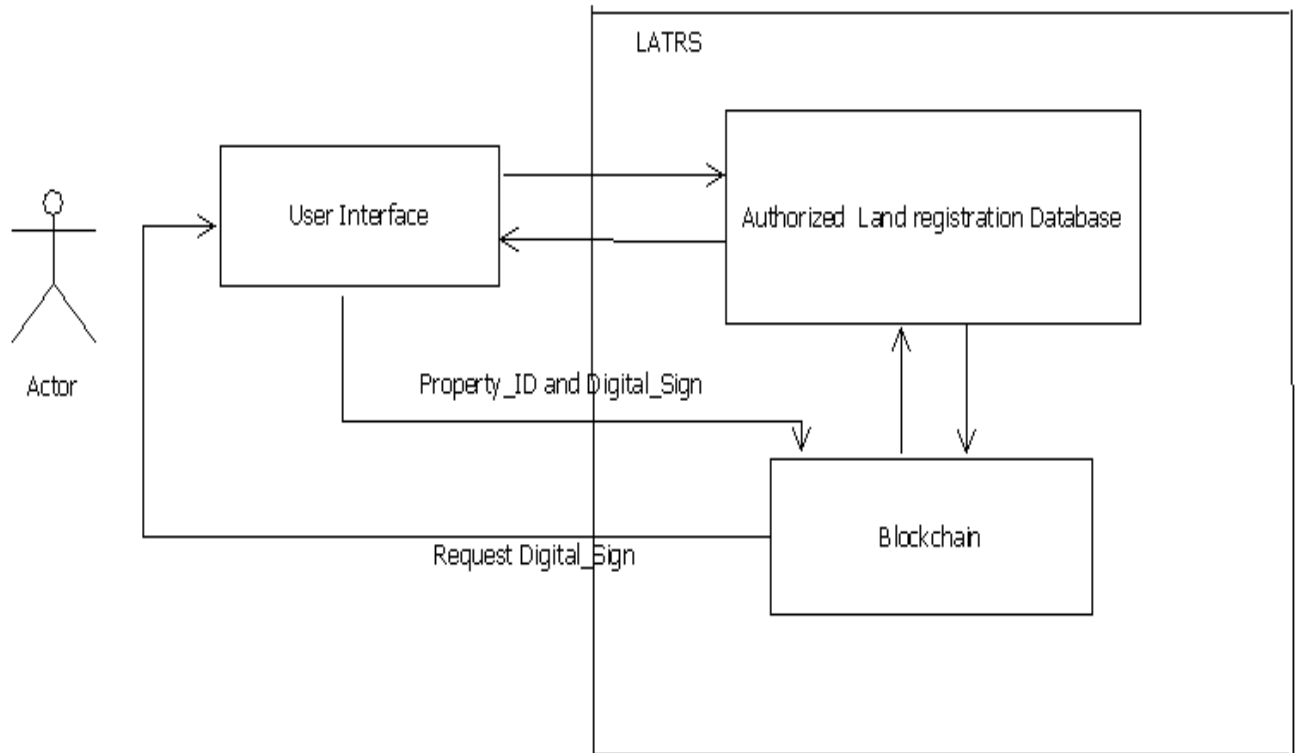 LATRS
User Interface
Authorized Land registration Database
Actor
Property_ID and Digital_Sign
Blockchain
Request Digital_Sign